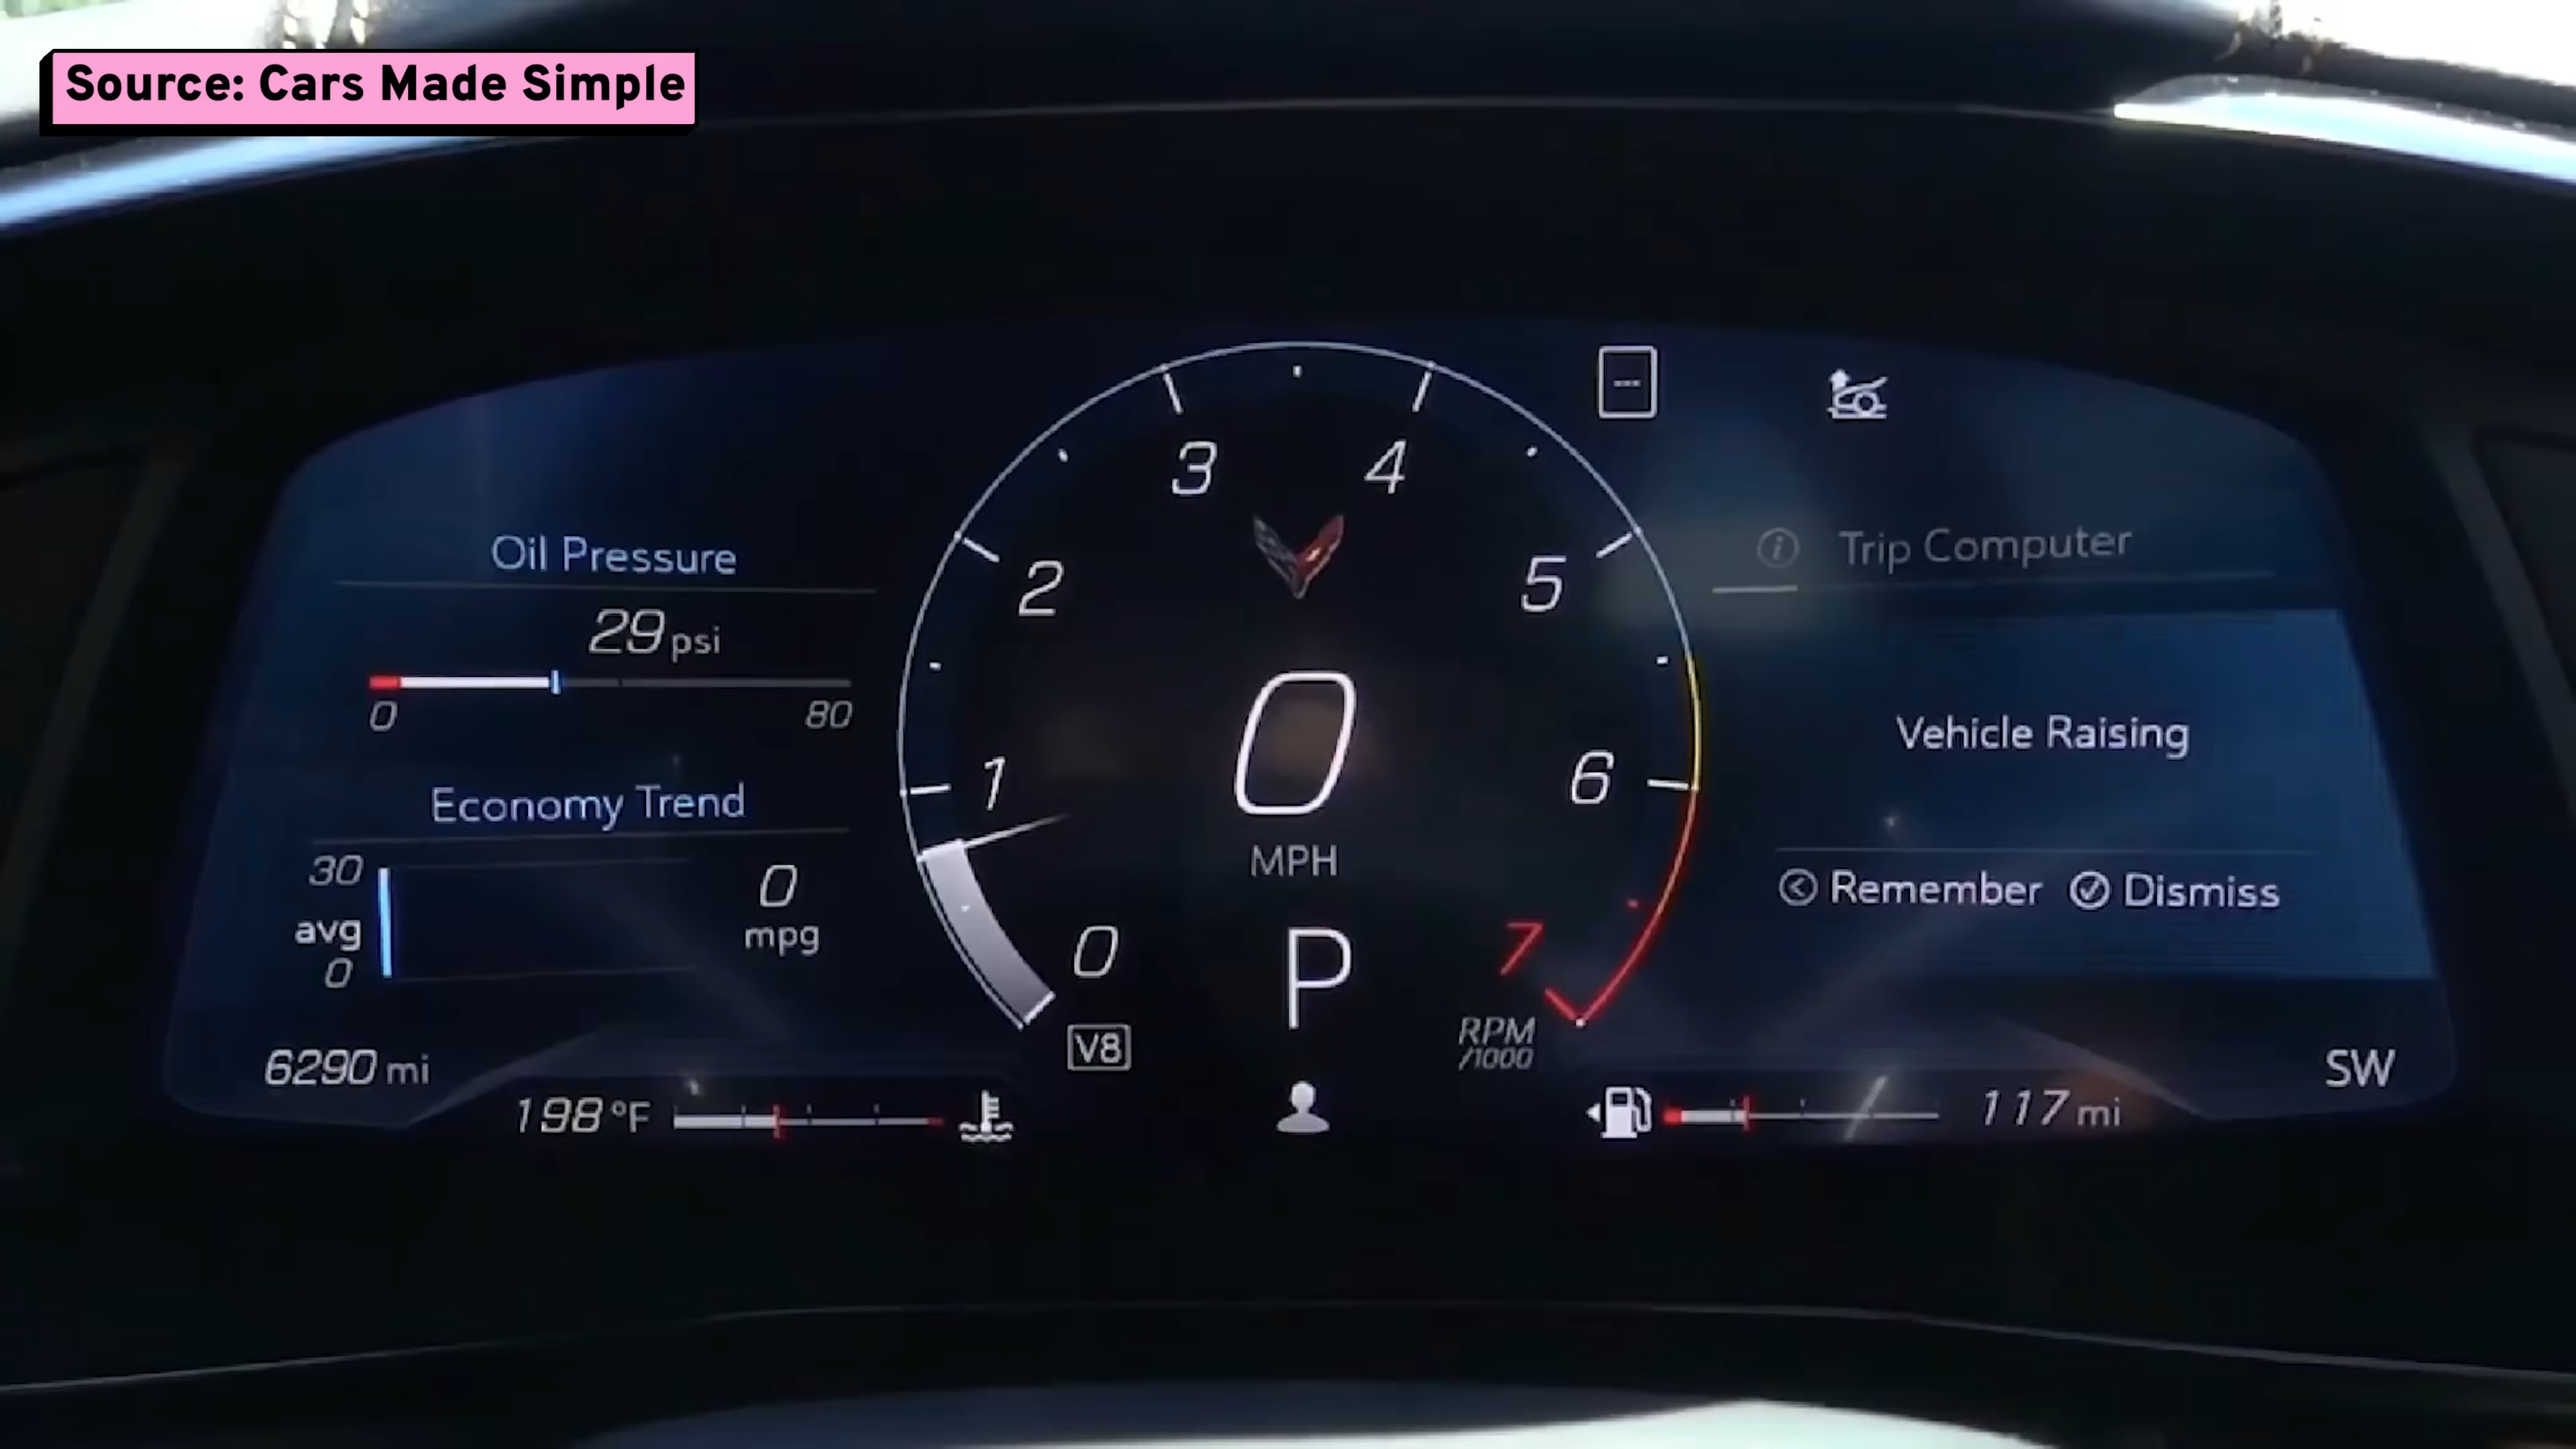 Source: Cars Made Simple
---
3
4
Oil Pressure
2
5
Trip Computer
29 psi
0
80
0
Vehicle Raising
1
6
Economy Trend
MPH
30
0
Remember
Dismiss
avg
mpg
0
0
P
7
V8
RPM
/1000
6290 mi
SW
198°F
117 mi